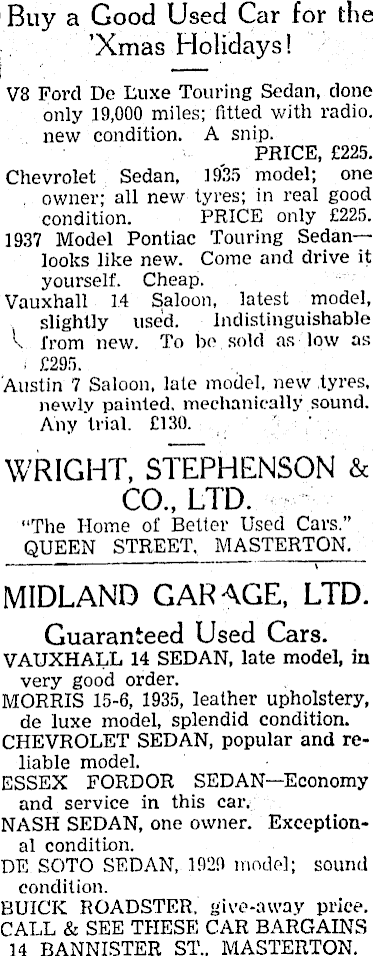 Buy a Good Used Car for the
'Xmas Holidays!
V8 Ford De Luxe Touring Sedan, done
only 19,000 miles; fitted with radio.
new condition. A snip.
PRICE, £225.
Chevrolet Sedan, 1935 model; one
owner; all new tyres; in real good
condition. PRICE only £225.
1937 Model Pontiac Touring Sedan—
looks like new. Come and drive it
yourself. Cheap.
Vauxhall 14 Saloon, latest model,
slightly used. Indistinguishable
from new. To be sold as low as
£295.
Austin 7 Saloon, late model, new tyres,
newly painted, mechanically sound.
Any trial. £130.
WRIGHT, STEPHENSON &
CO., LTD.
"The Home of Better Used Cars."
QUEEN STREET, MASTERTON.
MIDLAND GARAGE, LTD.
Guaranteed Used Cars.
VAUXHALL 14 SEDAN, late model, in
very good order.
MORRIS 15-6, 1935, leather upholstery,
de luxe model, splendid condition.
CHEVROLET SEDAN, popular and re-
liable model.
ESSEX FORDOR SEDAN—Economy
and service in this car.
NASH SEDAN, one owner. Exception-
al condition.
DE SOTO SEDAN, 1929 model; sound
condition.
BUICK ROADSTER, give-away price.
CALL & SEE THESE CAR BARGAINS
14 BANNISTER ST., MASTERTON.